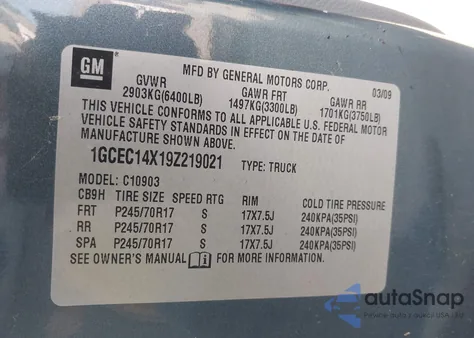 GM
MFD BY GENERAL MOTORS CORP.
03/09
GVWR GAWR FRT GAWR RR
2903KG(6400LB) 1497KG(3300LB) 1701KG(3750LB)
THIS VEHICLE CONFORMS TO ALL APPLICABLE U.S. FEDERAL MOTOR
VEHICLE SAFETY STANDARDS IN EFFECT ON THE DATE OF
MANUFACTURE SHOWN ABOVE.
1GCEC14X19Z219021 TYPE: TRUCK
MODEL: C10903
CB9H TIRE SIZE SPEED RTG RIM COLD TIRE PRESSURE
FRT P245/70R17 S 17X7.5J 240KPA(35PSI)
RR P245/70R17 S 17X7.5J 240KPA(35PSI)
SPA P245/70R17 S 17X7.5J 240KPA(35PSI)
SEE OWNER'S MANUAL FOR MORE INFORMATION.
autoSnap